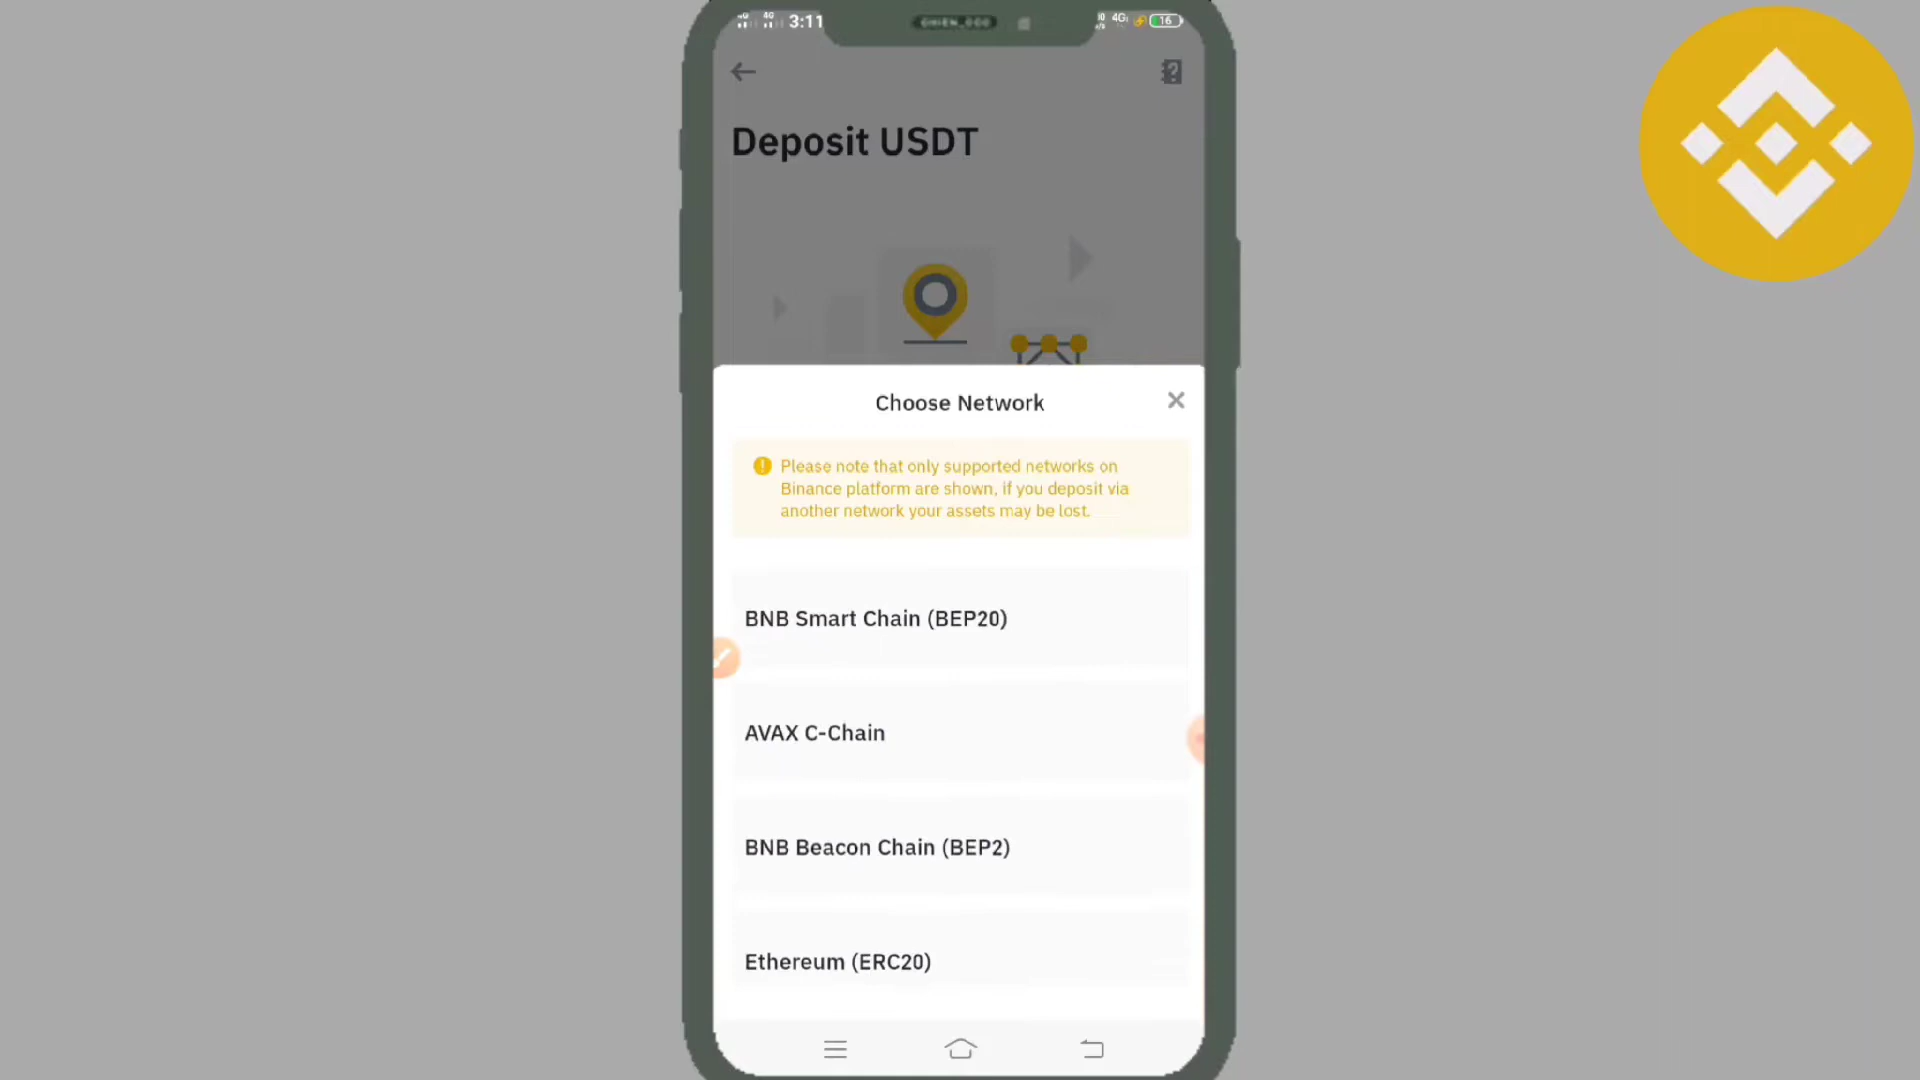 3:11
4G
16
Deposit USDT
Choose Network
Please note that only supported networks on
Binance platform are shown, if you deposit via
another network your assets may be lost.
BNB Smart Chain (BEP20)
AVAX C-Chain
BNB Beacon Chain (BEP2)
Ethereum (ERC20)